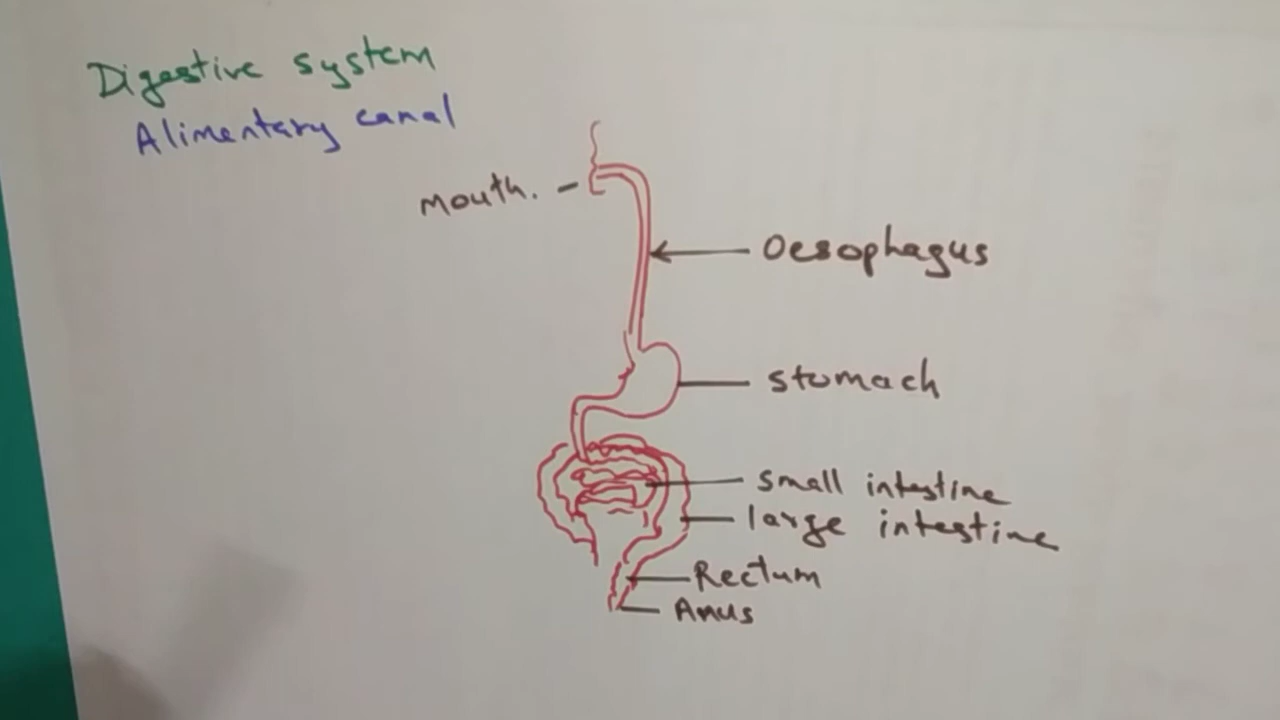 Digestive system
Alimentary canal
Mouth.
Oesophagus
stomach
small intestine
large intestine
Rectum
Anus